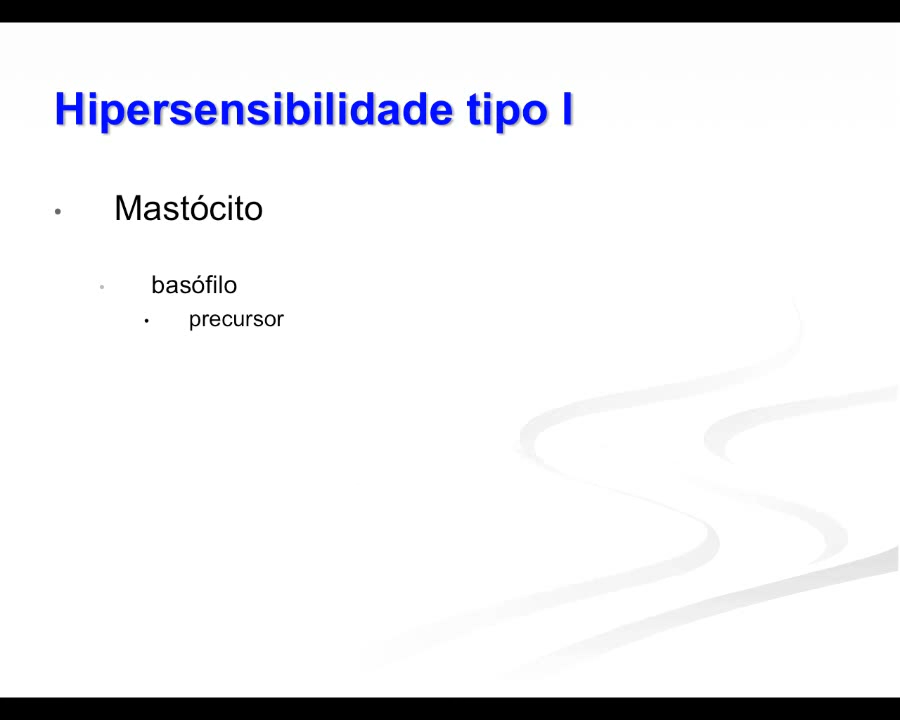 Hipersensibilidade tipo I
• Mastócito
• basófilo
• precursor